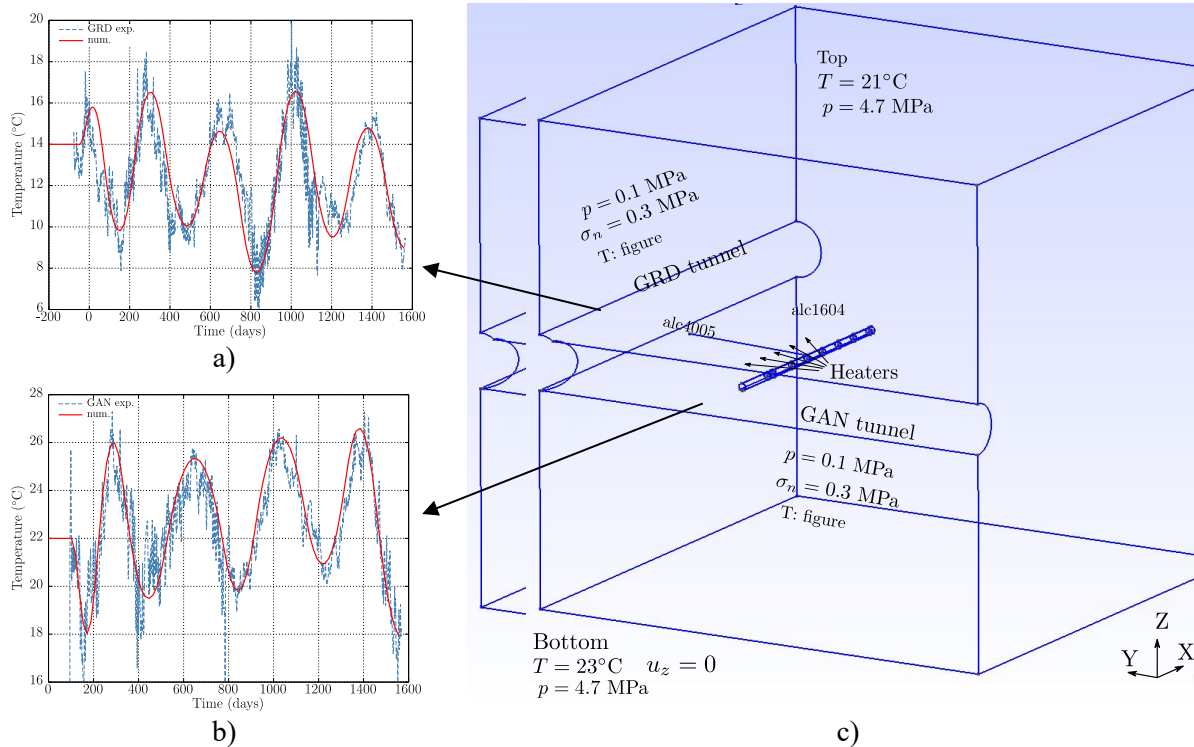 20
18
16
14
12
10
8
6
-200 0 200 400 600 800 1000 1200 1400 1600
Temperature (°C)
Time (days)
GRD exp.
num.
a)
28
26
24
22
20
18
16
0 200 400 600 800 1000 1200 1400 1600
Temperature (°C)
Time (days)
GAN exp.
num.
b)
Top
T = 21°C
p = 4.7 MPa
p = 0.1 MPa
σn = 0.3 MPa
T: figure
GRD tunnel
alc1604
alc4005
Heaters
GAN tunnel
p = 0.1 MPa
σn = 0.3 MPa
T: figure
Bottom
T = 23°C uz = 0
p = 4.7 MPa
Z
X
Y
c)